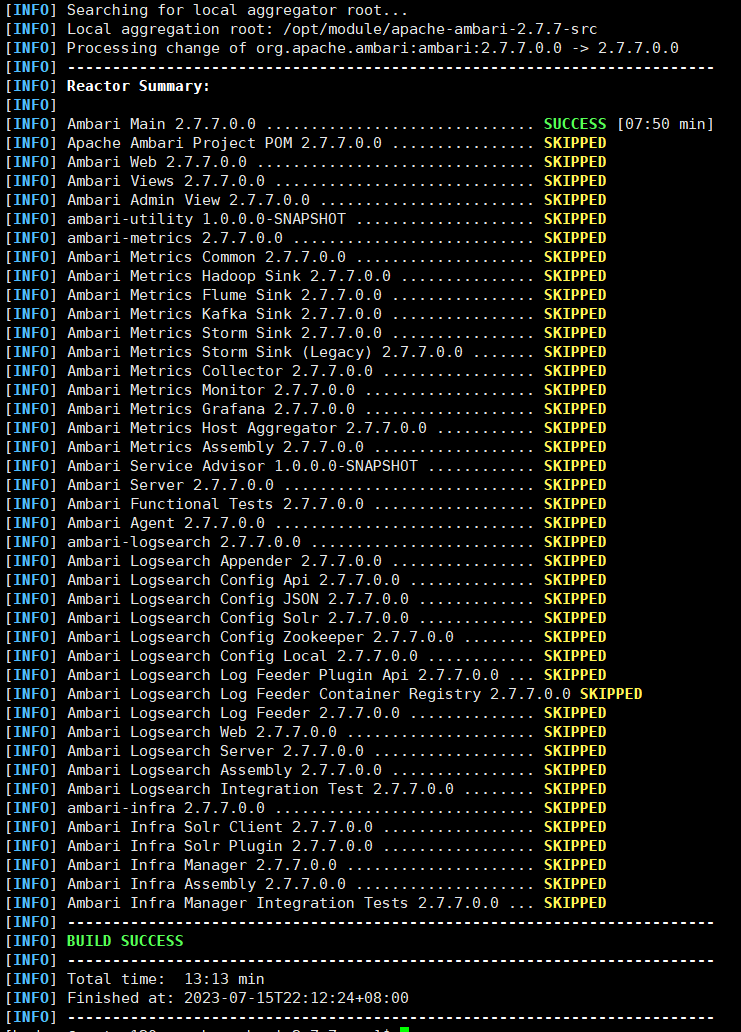 [INFO] Searching for local aggregator root...
[INFO] Local aggregation root: /opt/module/apache-ambari-2.7.7-src
[INFO] Processing change of org.apache.ambari:ambari:2.7.7.0.0 -> 2.7.7.0.0
[INFO] ------------------------------------------------------------------------
[INFO] Reactor Summary:
[INFO]
[INFO] Ambari Main 2.7.7.0.0 .............................. SUCCESS [07:50 min]
[INFO] Apache Ambari Project POM 2.7.7.0.0 ................ SKIPPED
[INFO] Ambari Web 2.7.7.0.0 ............................... SKIPPED
[INFO] Ambari Views 2.7.7.0.0 ............................. SKIPPED
[INFO] Ambari Admin View 2.7.7.0.0 ........................ SKIPPED
[INFO] ambari-utility 1.0.0.0-SNAPSHOT .................... SKIPPED
[INFO] ambari-metrics 2.7.7.0.0 ........................... SKIPPED
[INFO] Ambari Metrics Common 2.7.7.0.0 .................... SKIPPED
[INFO] Ambari Metrics Hadoop Sink 2.7.7.0.0 ............... SKIPPED
[INFO] Ambari Metrics Flume Sink 2.7.7.0.0 ................ SKIPPED
[INFO] Ambari Metrics Kafka Sink 2.7.7.0.0 ................ SKIPPED
[INFO] Ambari Metrics Storm Sink 2.7.7.0.0 ................ SKIPPED
[INFO] Ambari Metrics Storm Sink (Legacy) 2.7.7.0.0 ....... SKIPPED
[INFO] Ambari Metrics Collector 2.7.7.0.0 ................. SKIPPED
[INFO] Ambari Metrics Monitor 2.7.7.0.0 ................... SKIPPED
[INFO] Ambari Metrics Grafana 2.7.7.0.0 ................... SKIPPED
[INFO] Ambari Metrics Host Aggregator 2.7.7.0.0 ........... SKIPPED
[INFO] Ambari Metrics Assembly 2.7.7.0.0 .................. SKIPPED
[INFO] Ambari Service Advisor 1.0.0.0-SNAPSHOT ............ SKIPPED
[INFO] Ambari Server 2.7.7.0.0 ............................ SKIPPED
[INFO] Ambari Functional Tests 2.7.7.0.0 .................. SKIPPED
[INFO] Ambari Agent 2.7.7.0.0 ............................. SKIPPED
[INFO] ambari-logsearch 2.7.7.0.0 ......................... SKIPPED
[INFO] Ambari Logsearch Appender 2.7.7.0.0 ................ SKIPPED
[INFO] Ambari Logsearch Config Api 2.7.7.0.0 .............. SKIPPED
[INFO] Ambari Logsearch Config JSON 2.7.7.0.0 ............. SKIPPED
[INFO] Ambari Logsearch Config Solr 2.7.7.0.0 ............. SKIPPED
[INFO] Ambari Logsearch Config Zookeeper 2.7.7.0.0 ........ SKIPPED
[INFO] Ambari Logsearch Config Local 2.7.7.0.0 ............ SKIPPED
[INFO] Ambari Logsearch Log Feeder Plugin Api 2.7.7.0.0 ... SKIPPED
[INFO] Ambari Logsearch Log Feeder Container Registry 2.7.7.0.0 SKIPPED
[INFO] Ambari Logsearch Log Feeder 2.7.7.0.0 .............. SKIPPED
[INFO] Ambari Logsearch Web 2.7.7.0.0 ..................... SKIPPED
[INFO] Ambari Logsearch Server 2.7.7.0.0 .................. SKIPPED
[INFO] Ambari Logsearch Assembly 2.7.7.0.0 ................ SKIPPED
[INFO] Ambari Logsearch Integration Test 2.7.7.0.0 ........ SKIPPED
[INFO] ambari-infra 2.7.7.0.0 ............................. SKIPPED
[INFO] Ambari Infra Solr Client 2.7.7.0.0 ................. SKIPPED
[INFO] Ambari Infra Solr Plugin 2.7.7.0.0 ................. SKIPPED
[INFO] Ambari Infra Manager 2.7.7.0.0 ..................... SKIPPED
[INFO] Ambari Infra Assembly 2.7.7.0.0 .................... SKIPPED
[INFO] Ambari Infra Manager Integration Tests 2.7.7.0.0 ... SKIPPED
[INFO] ------------------------------------------------------------------------
[INFO] BUILD SUCCESS
[INFO] ------------------------------------------------------------------------
[INFO] Total time:  13:13 min
[INFO] Finished at: 2023-07-15T22:12:24+08:00
[INFO] ------------------------------------------------------------------------